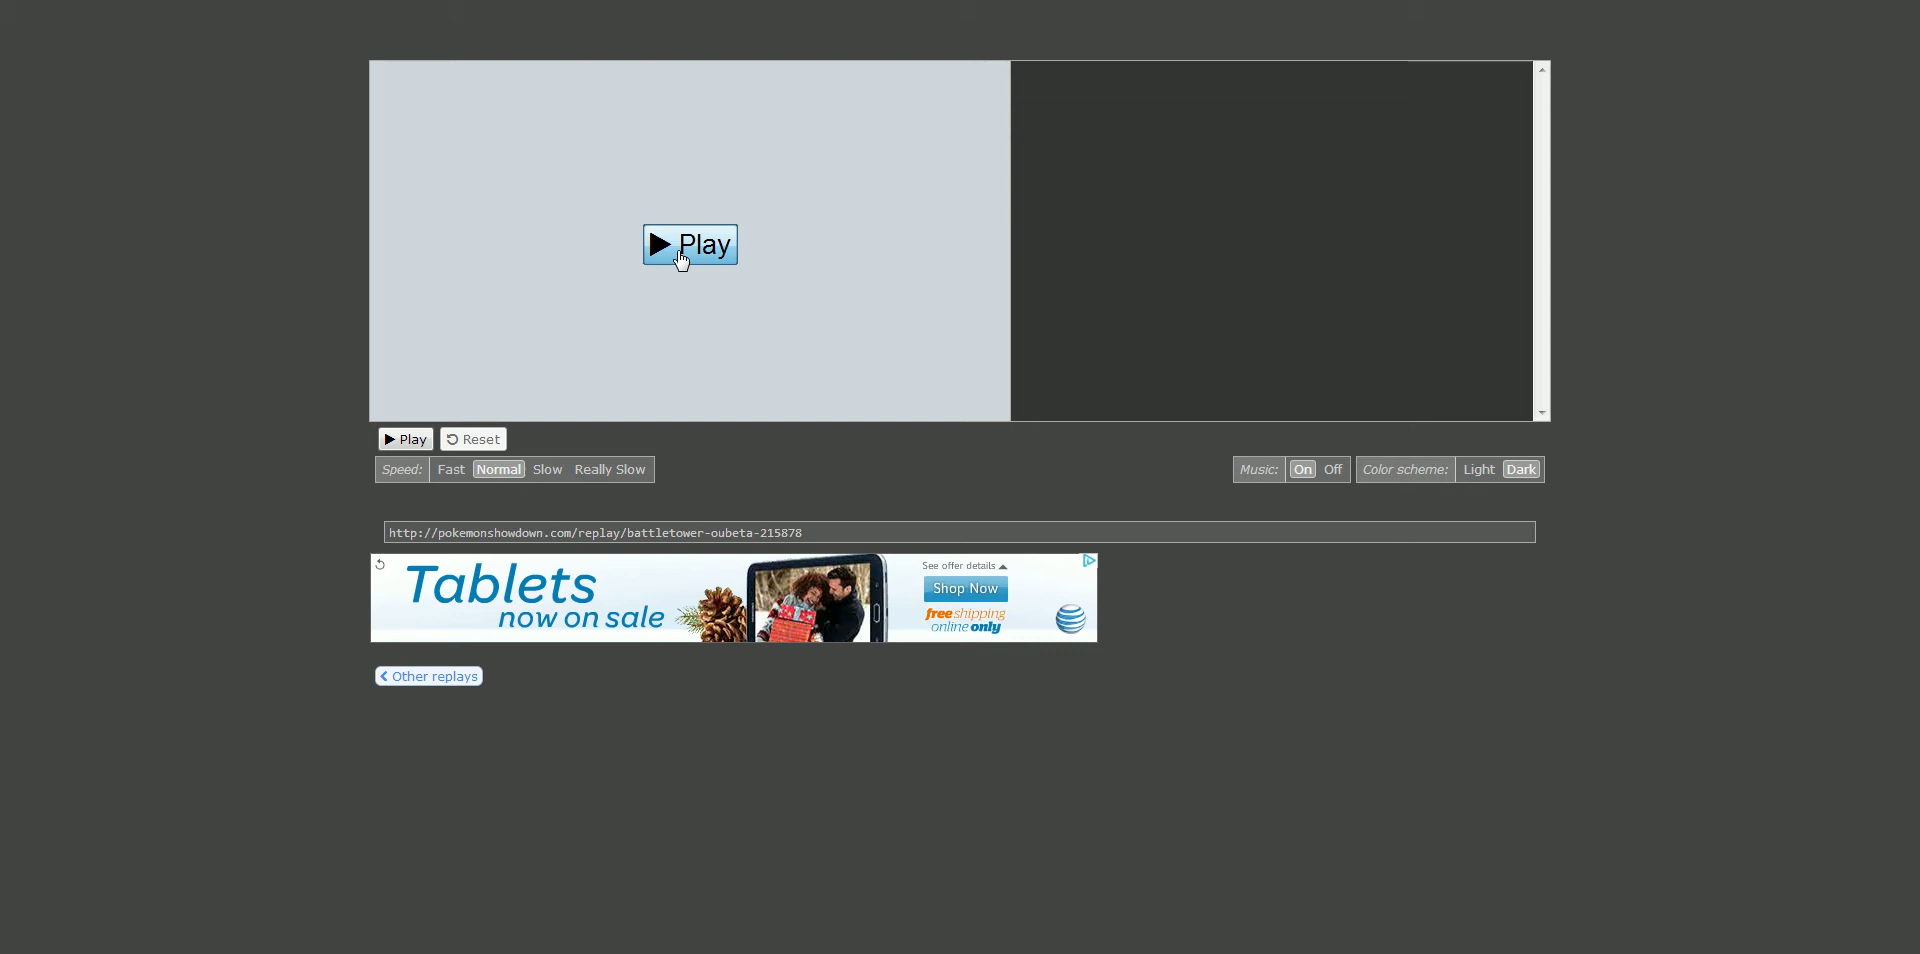 Play
Play
Reset
Speed: Fast Normal Slow Really Slow
Music: On Off
Color scheme: Light Dark
http://pokemonshowdown.com/replay/battletower-oubeta-215878
Tablets
now on sale
See offer details
Shop Now
free shipping
online only
Other replays